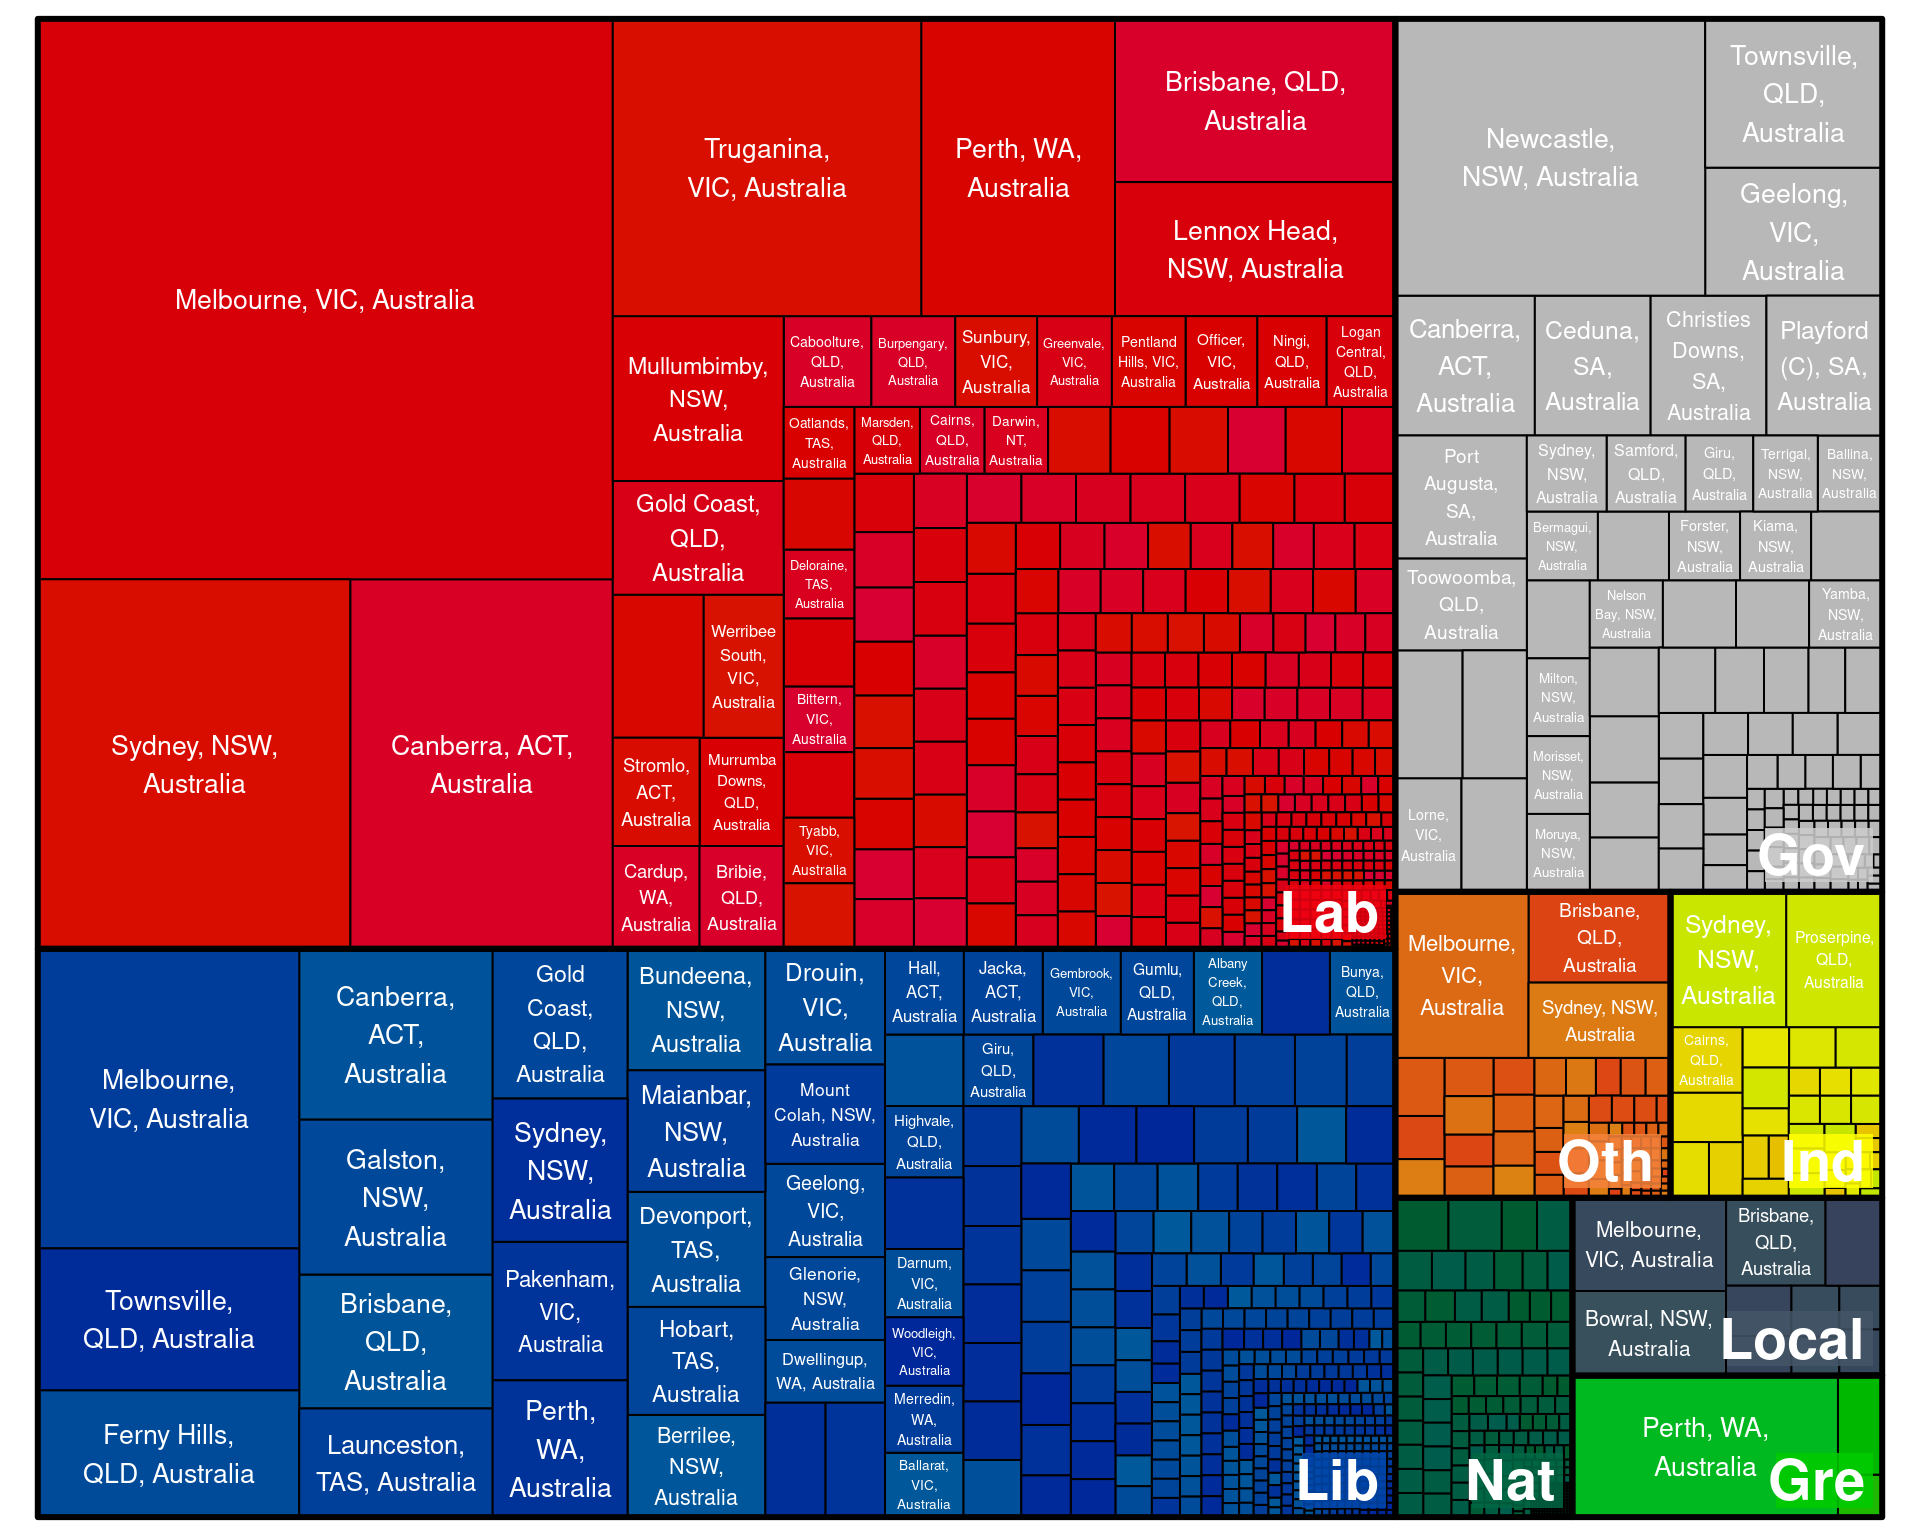 Melbourne, VIC, Australia
Sydney, NSW,
Australia
Canberra, ACT,
Australia
Truganina,
VIC, Australia
Perth, WA,
Australia
Brisbane, QLD,
Australia
Lennox Head,
NSW, Australia
Mullumbimby,
NSW,
Australia
Gold Coast,
QLD,
Australia
Werribee
South,
VIC,
Australia
Stromlo,
ACT,
Australia
Murrumba
Downs,
QLD,
Australia
Cardup,
WA,
Australia
Bribie,
QLD,
Australia
Caboolture,
QLD,
Australia
Burpengary,
QLD,
Australia
Sunbury,
VIC,
Australia
Greenvale,
VIC,
Australia
Pentland
Hills, VIC,
Australia
Officer,
VIC,
Australia
Ningi,
QLD,
Australia
Logan
Central,
QLD,
Australia
Oatlands,
TAS,
Australia
Marsden,
QLD,
Australia
Cairns,
QLD,
Australia
Darwin,
NT,
Australia
Deloraine,
TAS,
Australia
Bittern,
VIC,
Australia
Tyabb,
VIC,
Australia
Lab
Newcastle,
NSW, Australia
Townsville,
QLD,
Australia
Geelong,
VIC,
Australia
Canberra,
ACT,
Australia
Ceduna,
SA,
Australia
Christies
Downs,
SA,
Australia
Playford
(C), SA,
Australia
Port
Augusta,
SA,
Australia
Toowoomba,
QLD,
Australia
Lorne,
VIC,
Australia
Sydney,
NSW,
Australia
Samford,
QLD,
Australia
Giru,
QLD,
Australia
Terrigal,
NSW,
Australia
Ballina,
NSW,
Australia
Bermagui,
NSW,
Australia
Forster,
NSW,
Australia
Kiama,
NSW,
Australia
Nelson
Bay, NSW,
Australia
Yamba,
NSW,
Australia
Milton,
NSW,
Australia
Morisset,
NSW,
Australia
Moruya,
NSW,
Australia
Gov
Melbourne,
VIC, Australia
Townsville,
QLD, Australia
Ferny Hills,
QLD, Australia
Canberra,
ACT,
Australia
Galston,
NSW,
Australia
Brisbane,
QLD,
Australia
Launceston,
TAS, Australia
Gold
Coast,
QLD,
Australia
Sydney,
NSW,
Australia
Pakenham,
VIC,
Australia
Perth,
WA,
Australia
Bundeena,
NSW,
Australia
Maianbar,
NSW,
Australia
Devonport,
TAS,
Australia
Hobart,
TAS,
Australia
Berrilee,
NSW,
Australia
Drouin,
VIC,
Australia
Mount
Colah, NSW,
Australia
Geelong,
VIC,
Australia
Glenorie,
NSW,
Australia
Dwellingup,
WA, Australia
Hall,
ACT,
Australia
Jacka,
ACT,
Australia
Gembrook,
VIC,
Australia
Gumlu,
QLD,
Australia
Albany
Creek,
QLD,
Australia
Bunya,
QLD,
Australia
Giru,
QLD,
Australia
Highvale,
QLD,
Australia
Darnum,
VIC,
Australia
Woodleigh,
VIC,
Australia
Merredin,
WA,
Australia
Ballarat,
VIC,
Australia
Lib
Melbourne,
VIC,
Australia
Brisbane,
QLD,
Australia
Sydney, NSW,
Australia
Oth
Sydney,
NSW,
Australia
Proserpine,
QLD,
Australia
Cairns,
QLD,
Australia
Ind
Nat
Melbourne,
VIC, Australia
Brisbane,
QLD,
Australia
Bowral, NSW,
Australia
Local
Perth, WA,
Australia
Gre